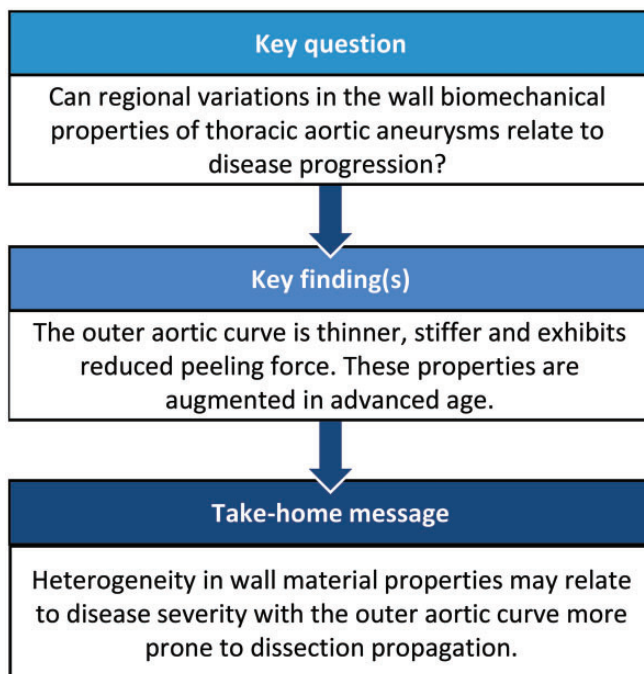 Key question
Can regional variations in the wall biomechanical
properties of thoracic aortic aneurysms relate to
disease progression?
Key finding(s)
The outer aortic curve is thinner, stiffer and exhibits
reduced peeling force. These properties are
augmented in advanced age.
Take-home message
Heterogeneity in wall material properties may relate
to disease severity with the outer aortic curve more
prone to dissection propagation.